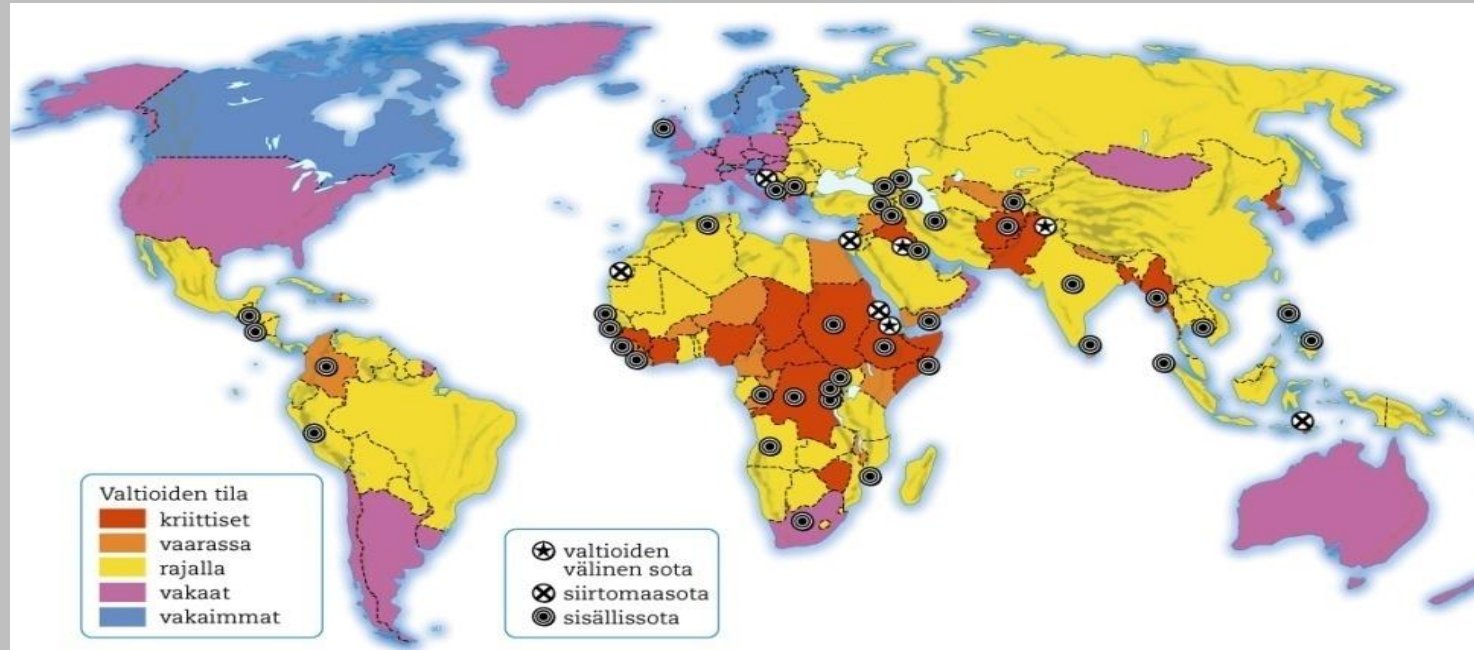 Valtioiden tila
kriittiset
vaarassa
rajalla
vakaat
vakaimmat
valtioiden
välinen sota
siirtomaasota
sisällissota